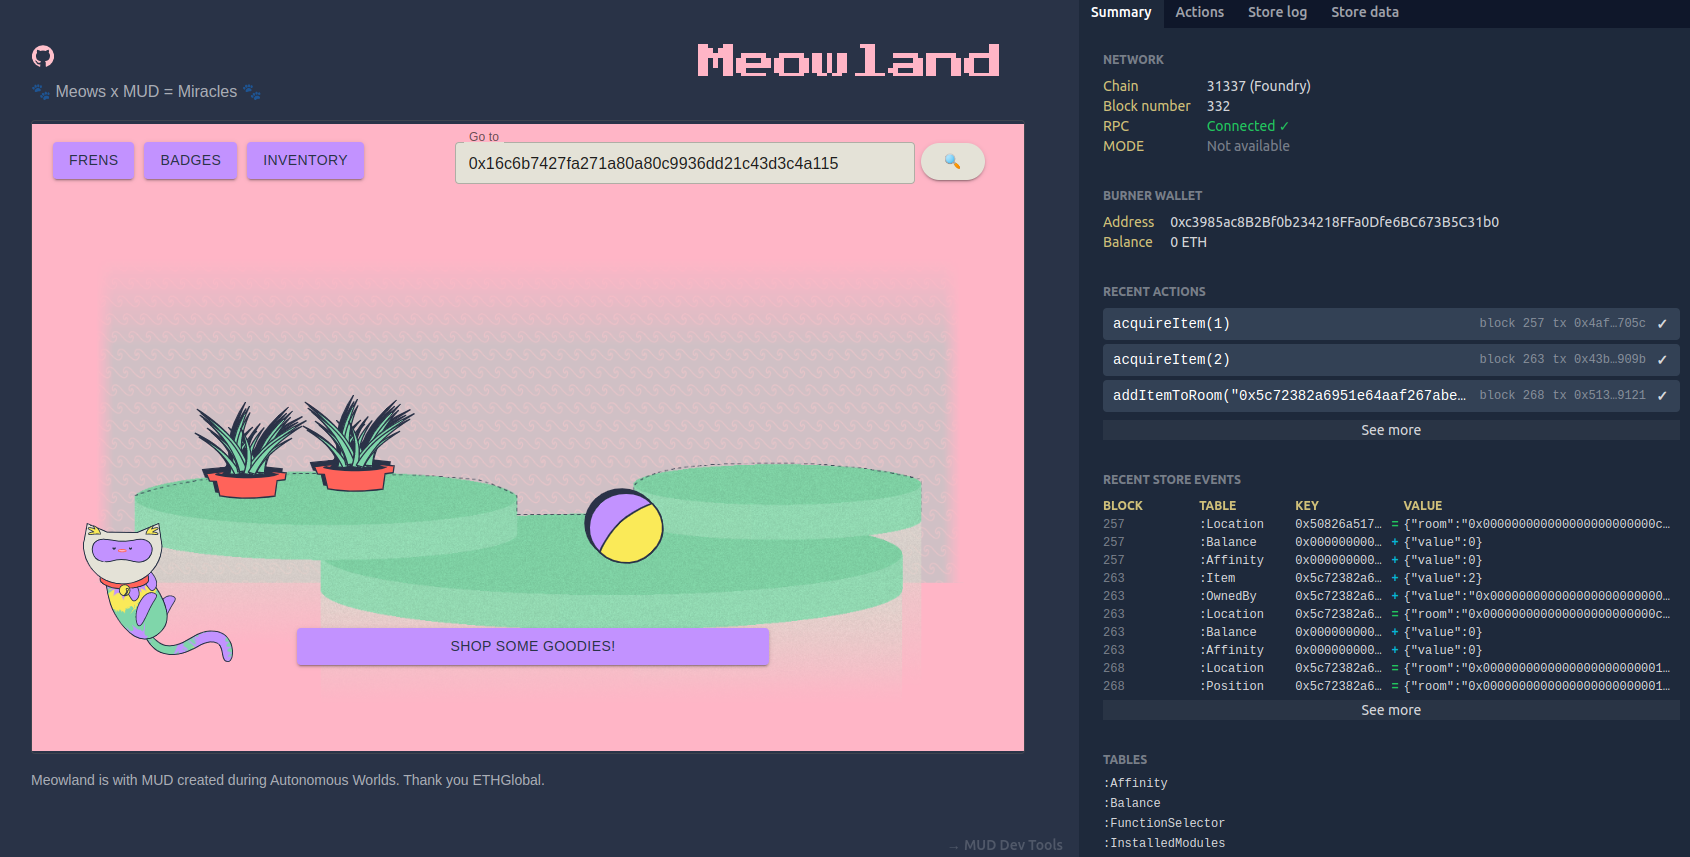 Meowland
🐾 Meows x MUD = Miracles 🐾
FRENS
BADGES
INVENTORY
Go to
0x16c6b7427fa271a80a80c9936dd21c43d3c4a115
🔍
SHOP SOME GOODIES!
Meowland is with MUD created during Autonomous Worlds. Thank you ETHGlobal.
→ MUD Dev Tools
Summary Actions Store log Store data
NETWORK
Chain 31337 (Foundry)
Block number 332
RPC Connected ✓
MODE Not available
BURNER WALLET
Address 0xc3985ac8B2Bf0b234218FFa0Dfe6BC673B5C31b0
Balance 0 ETH
RECENT ACTIONS
acquireItem(1) block 257 tx 0x4af…705c ✓
acquireItem(2) block 263 tx 0x43b…909b ✓
addItemToRoom("0x5c72382a6951e64aaf267abe… block 268 tx 0x513…9121 ✓
See more
RECENT STORE EVENTS
BLOCK TABLE KEY VALUE
257 :Location 0x50826a517… = {"room":"0x000000000000000000000000c…
257 :Balance 0x000000000… + {"value":0}
257 :Affinity 0x000000000… + {"value":0}
263 :Item 0x5c72382a6… + {"value":2}
263 :OwnedBy 0x5c72382a6… + {"value":"0x000000000000000000000000…
263 :Location 0x5c72382a6… = {"room":"0x000000000000000000000000c…
263 :Balance 0x000000000… + {"value":0}
263 :Affinity 0x000000000… + {"value":0}
268 :Location 0x5c72382a6… = {"room":"0x0000000000000000000000001…
268 :Position 0x5c72382a6… = {"room":"0x0000000000000000000000001…
See more
TABLES
:Affinity
:Balance
:FunctionSelector
:InstalledModules